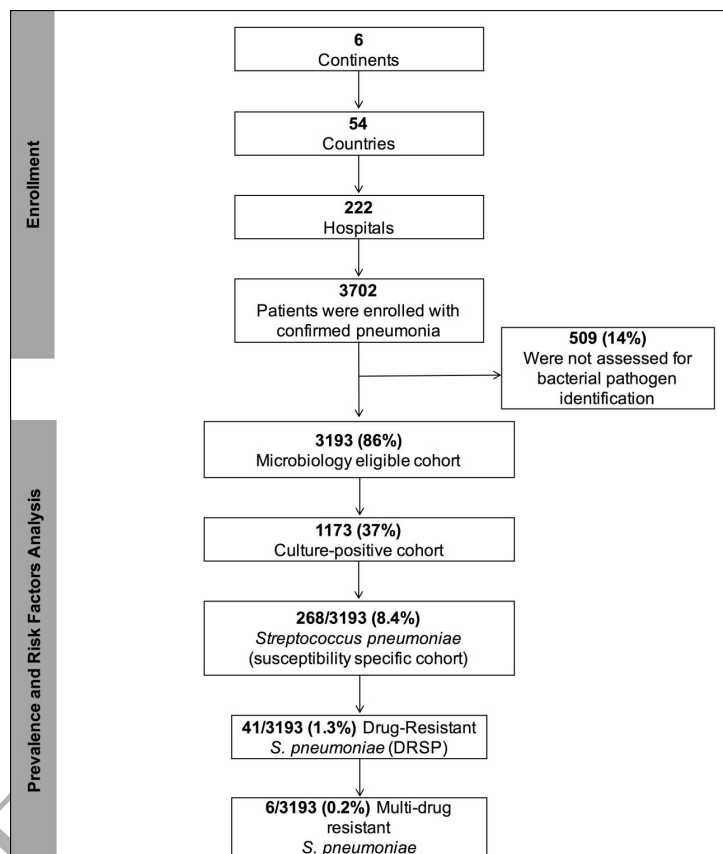 Enrollment
6
Continents
54
Countries
222
Hospitals
3702
Patients were enrolled with
confirmed pneumonia
509 (14%)
Were not assessed for
bacterial pathogen
identification
Prevalence and Risk Factors Analysis
3193 (86%)
Microbiology eligible cohort
1173 (37%)
Culture-positive cohort
268/3193 (8.4%)
Streptococcus pneumoniae
(susceptibility specific cohort)
41/3193 (1.3%) Drug-Resistant
S. pneumoniae (DRSP)
6/3193 (0.2%) Multi-drug
resistant
S. pneumoniae